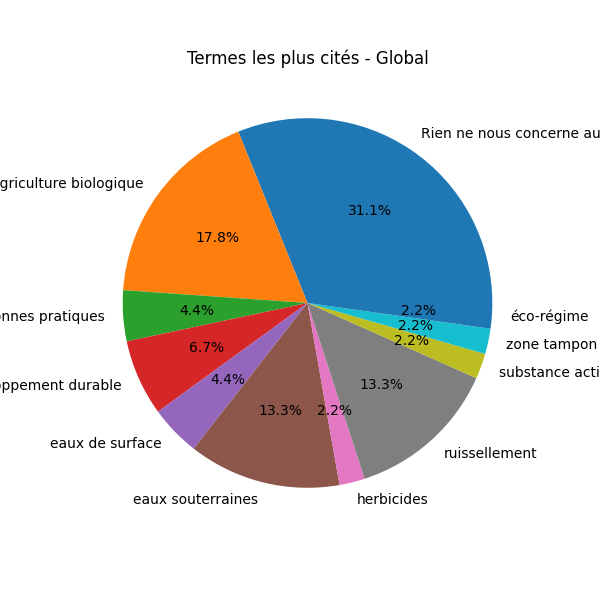 Termes les plus cités - Global
Rien ne nous concerne au
griculture biologique
31.1%
17.8%
4.4%
2.2%
éco-régime
onnes pratiques
2.2%
zone tampon
2.2%
6.7%
substance acti
oppement durable
4.4%
13.3%
13.3%
2.2%
eaux de surface
ruissellement
eaux souterraines
herbicides